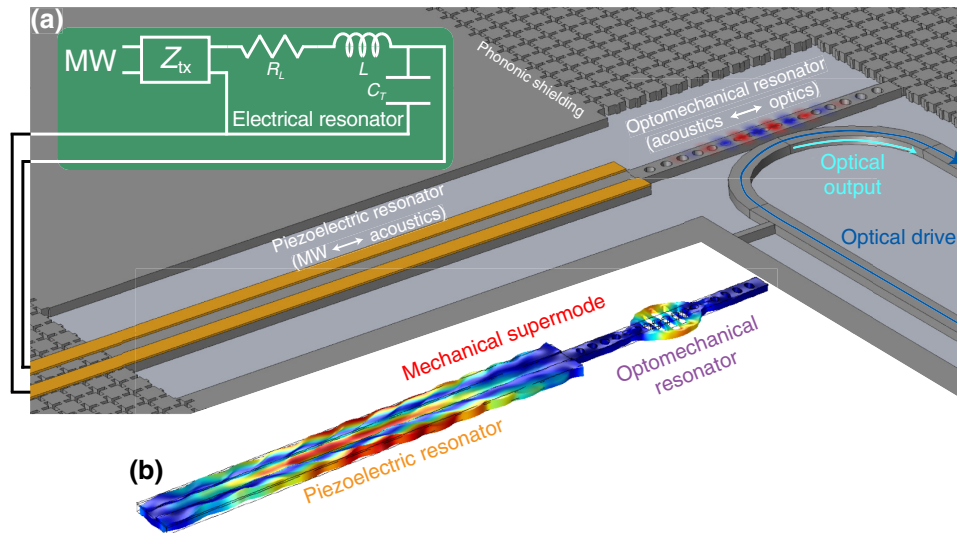 (a)
MW
Z_tx
R_L
L
C_T
Electrical resonator
Phononic shielding
Optomechanical resonator
(acoustics ⟷ optics)
Optical
output
Optical drive
Piezoelectric resonator
(MW ⟷ acoustics)
Mechanical supermode
Optomechanical
resonator
Piezoelectric resonator
(b)